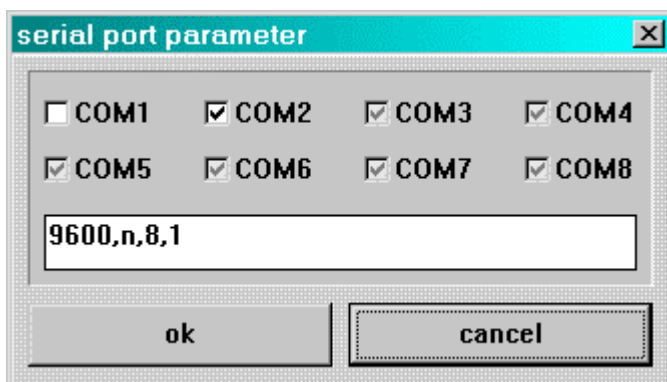 serial port parameter
COM1 COM2 COM3 COM4
COM5 COM6 COM7 COM8
9600,n,8,1
ok cancel